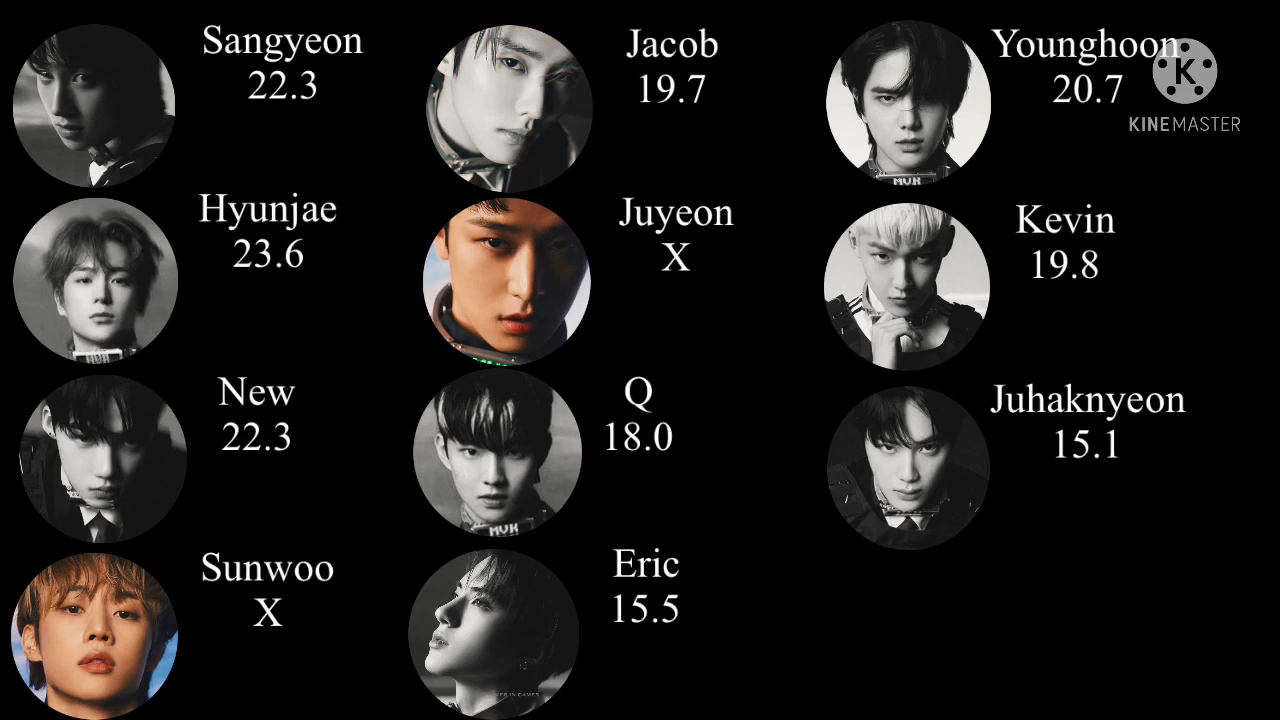 Sangyeon
22.3
Jacob
19.7
Younghoon
20.7
K
KINEMASTER
Hyunjae
23.6
Juyeon
X
Kevin
19.8
New
22.3
Q
18.0
Juhaknyeon
15.1
Sunwoo
X
Eric
15.5